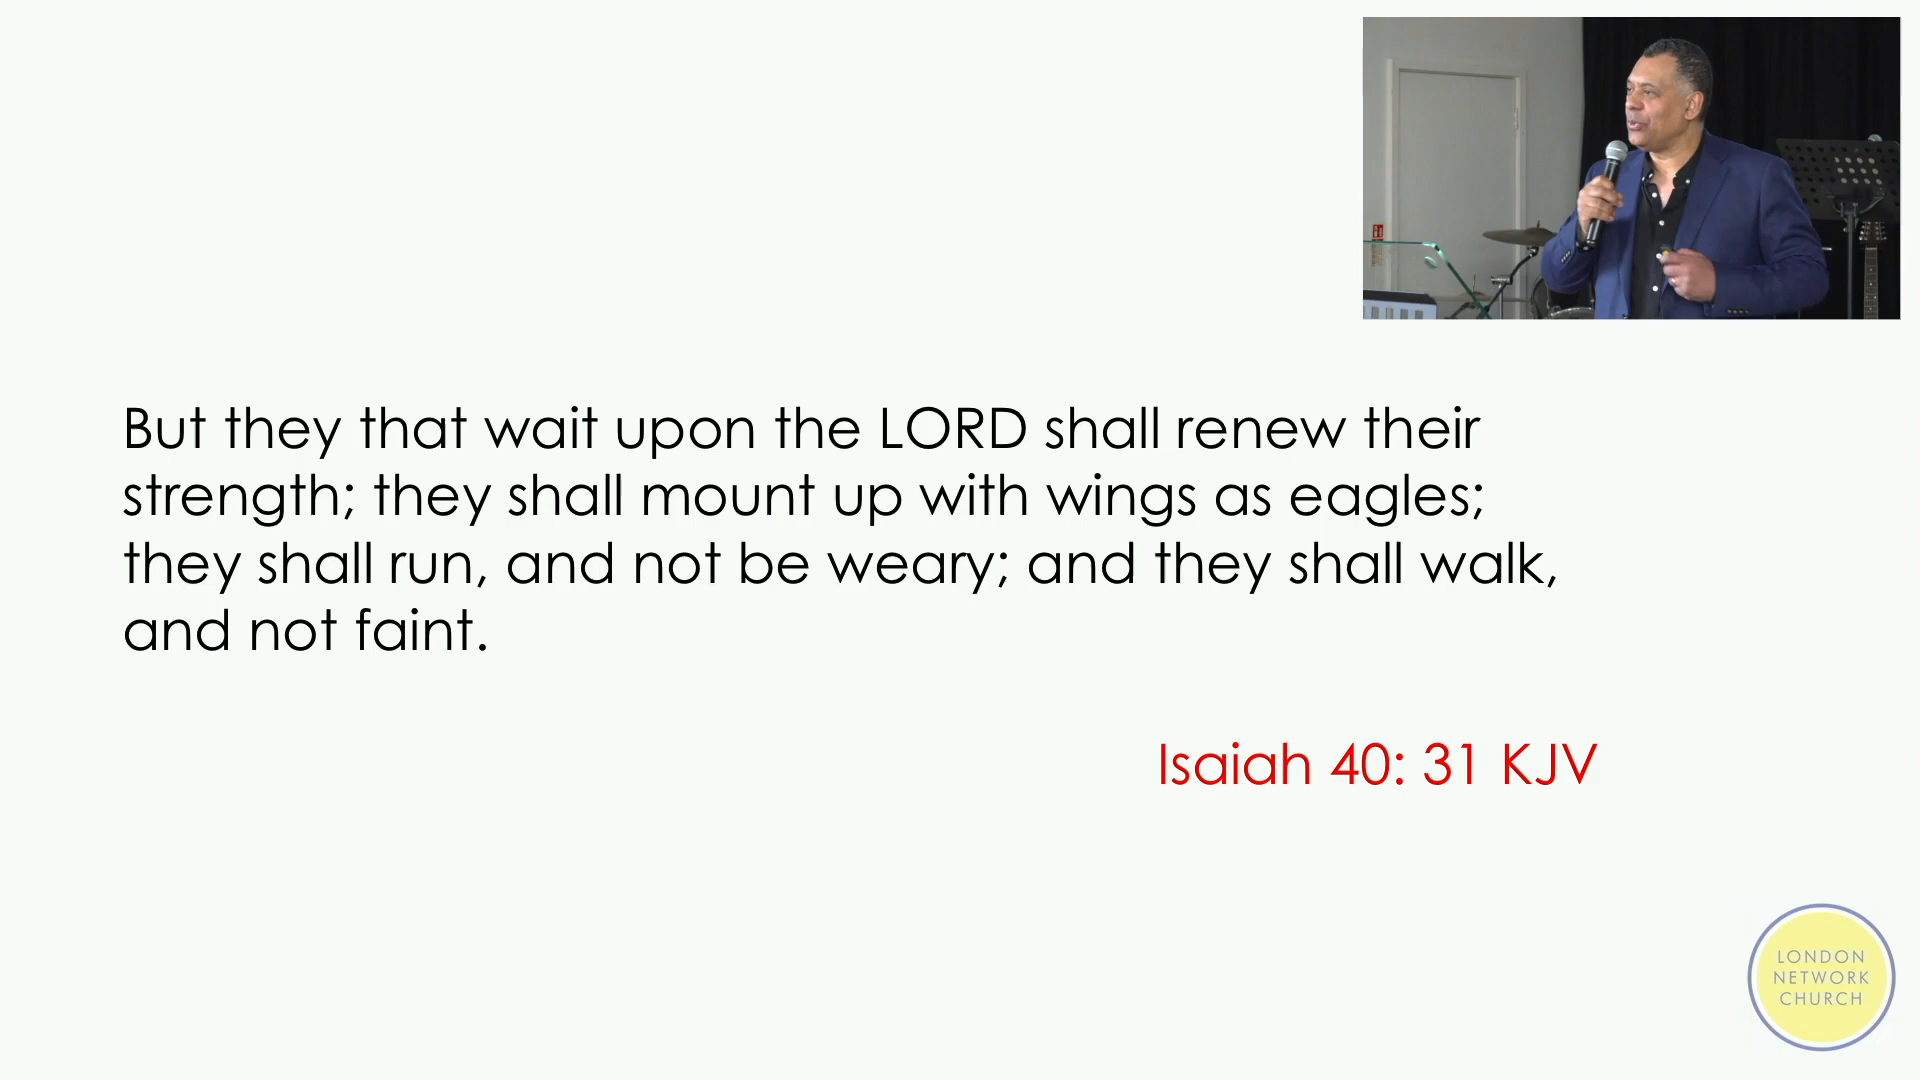 But they that wait upon the LORD shall renew their
strength; they shall mount up with wings as eagles;
they shall run, and not be weary; and they shall walk,
and not faint.
Isaiah 40: 31 KJV
LONDON
NETWORK
CHURCH